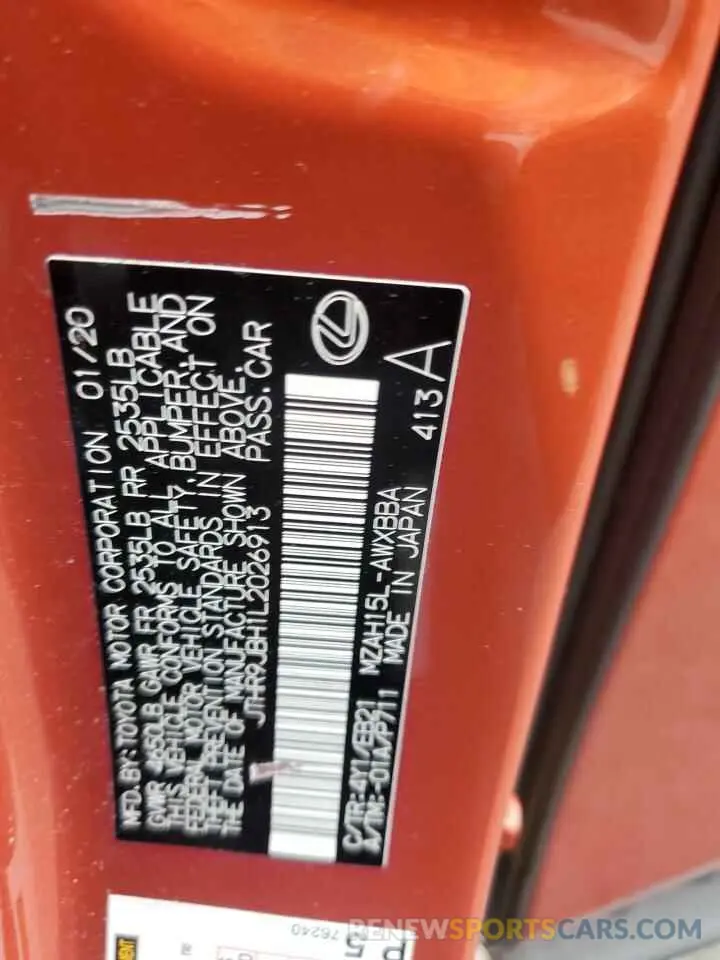 MFD. BY: TOYOTA MOTOR CORPORATION 01/20
GVWR 4650LB GAWR FR 2535LB RR 2535LB
THIS VEHICLE CONFORMS TO ALL APPLICABLE
FEDERAL MOTOR VEHICLE SAFETY, BUMPER, AND
THEFT PREVENTION STANDARDS IN EFFECT ON
THE DATE OF MANUFACTURE SHOWN ABOVE.
JTHR9JBH1L2026913 PASS. CAR
C/TR:4Y1/EB21 MZAH15L-AWXBBA
A/TM:-01A/P711 MADE IN JAPAN
413 A
76240
RENEWSPORTSCARS.COM